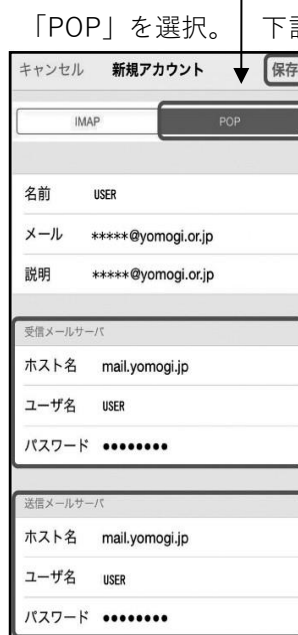 「POP」を選択。 下
キャンセル 新規アカウント 保存
IMAP POP
名前 USER
メール *****@yomogi.or.jp
説明 *****@yomogi.or.jp
受信メールサーバ
ホスト名 mail.yomogi.jp
ユーザ名 USER
パスワード ●●●●●●●●
送信メールサーバ
ホスト名 mail.yomogi.jp
ユーザ名 USER
パスワード ●●●●●●●●